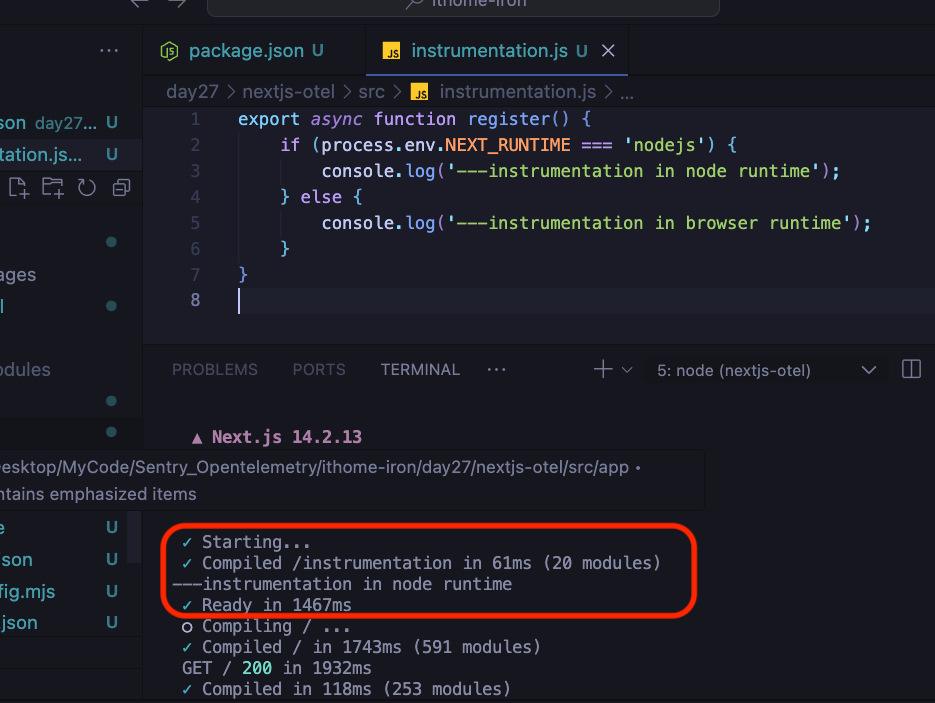 ithome-iron
package.json U
JS instrumentation.js U
day27 > nextjs-otel > src > JS instrumentation.js > ...
son day27... U
tation.js... U
ages
l
odules
1 export async function register() {
2 if (process.env.NEXT_RUNTIME === 'nodejs') {
3 console.log('---instrumentation in node runtime');
4 } else {
5 console.log('---instrumentation in browser runtime');
6 }
7 }
8
PROBLEMS PORTS TERMINAL ... 5: node (nextjs-otel)
▲ Next.js 14.2.13
esktop/MyCode/Sentry_Opentelemetry/ithome-iron/day27/nextjs-otel/src/app •
ntains emphasized items
e U
son U
fig.mjs U
.json U
✓ Starting...
✓ Compiled /instrumentation in 61ms (20 modules)
---instrumentation in node runtime
✓ Ready in 1467ms
○ Compiling / ...
✓ Compiled / in 1743ms (591 modules)
GET / 200 in 1932ms
✓ Compiled in 118ms (253 modules)